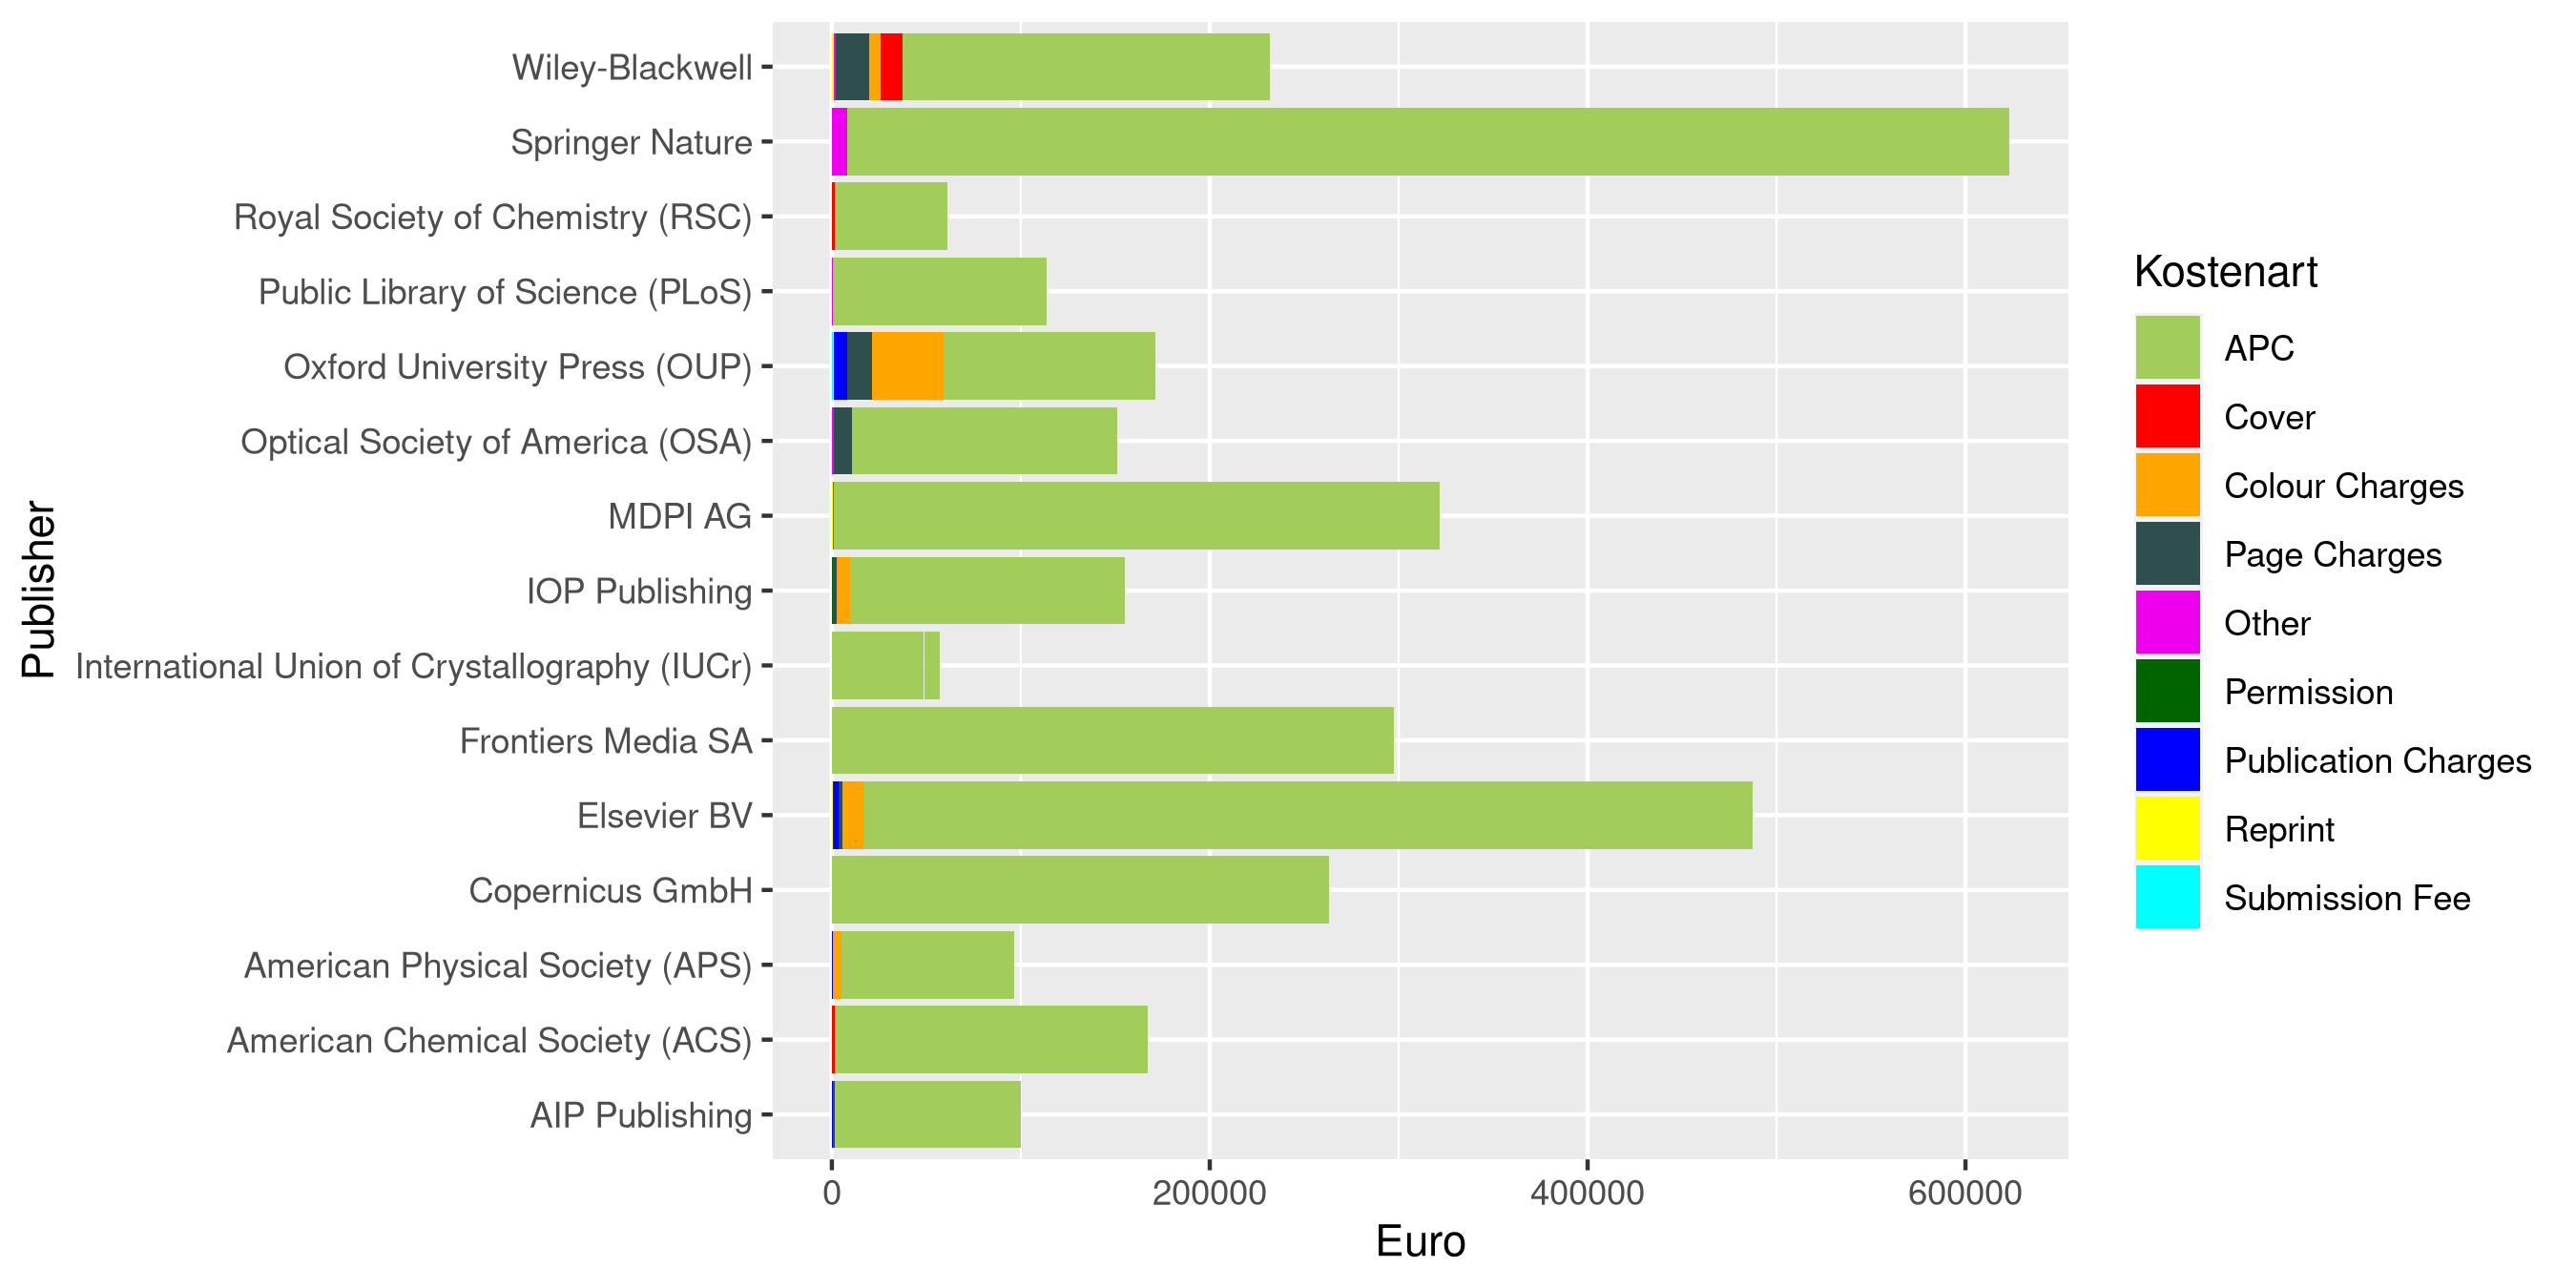 Wiley-Blackwell
Springer Nature
Royal Society of Chemistry (RSC)
Public Library of Science (PLoS)
Oxford University Press (OUP)
Optical Society of America (OSA)
MDPI AG
IOP Publishing
International Union of Crystallography (IUCr)
Frontiers Media SA
Elsevier BV
Copernicus GmbH
American Physical Society (APS)
American Chemical Society (ACS)
AIP Publishing
Publisher
0
200000
400000
600000
Euro
Kostenart
APC
Cover
Colour Charges
Page Charges
Other
Permission
Publication Charges
Reprint
Submission Fee